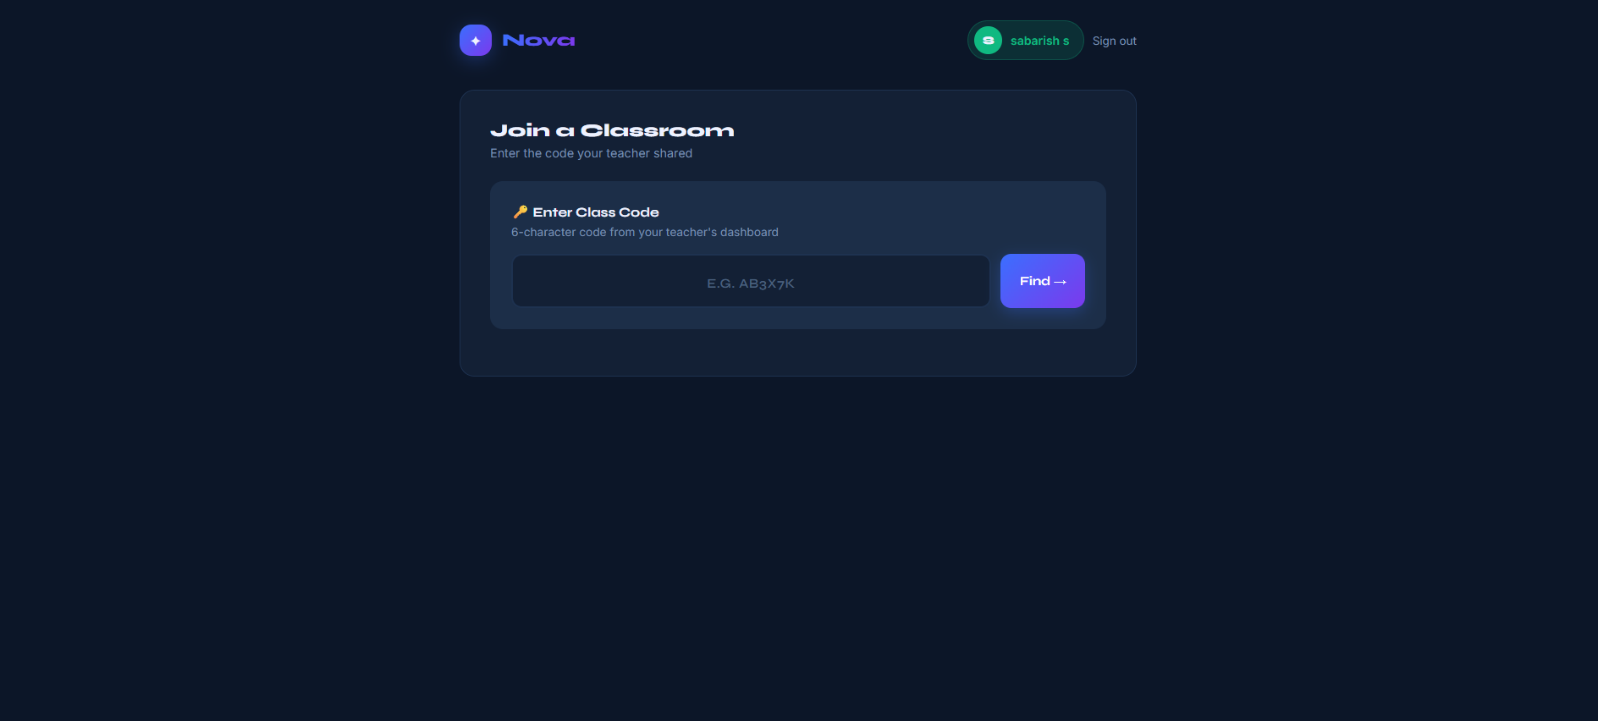 ✦ Nova
S sabarish s Sign out
Join a Classroom
Enter the code your teacher shared
🔑 Enter Class Code
6-character code from your teacher's dashboard
E.G. AB3X7K
Find →